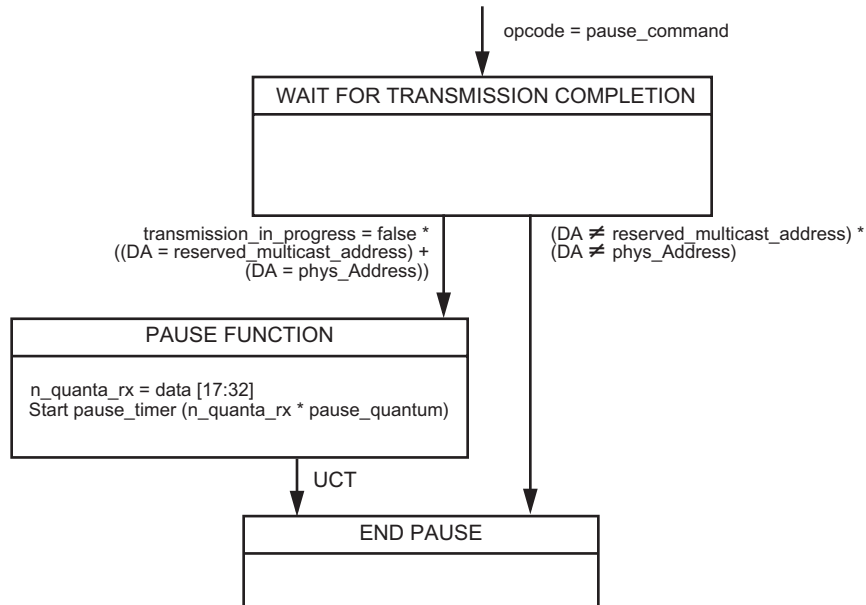 opcode = pause_command
WAIT FOR TRANSMISSION COMPLETION
transmission_in_progress = false *
((DA = reserved_multicast_address) +
(DA = phys_Address))
(DA ≠ reserved_multicast_address) *
(DA ≠ phys_Address)
PAUSE FUNCTION
n_quanta_rx = data [17:32]
Start pause_timer (n_quanta_rx * pause_quantum)
UCT
END PAUSE